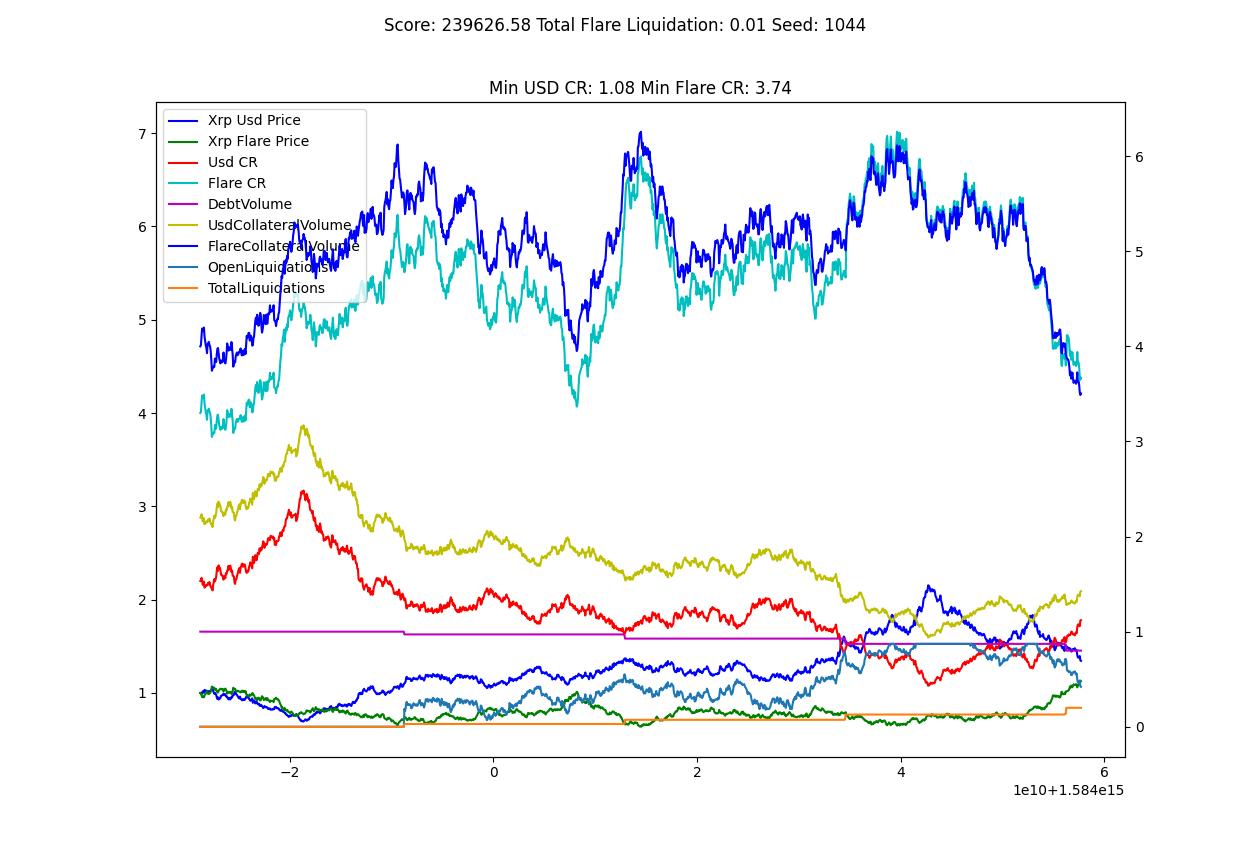 Score: 239626.58 Total Flare Liquidation: 0.01 Seed: 1044
Min USD CR: 1.08 Min Flare CR: 3.74
Xrp Usd Price
Xrp Flare Price
Usd CR
Flare CR
DebtVolume
UsdCollateralVolume
FlareCollateralVolume
OpenLiquidations
TotalLiquidations
7
6
5
4
3
2
1
6
5
4
3
2
1
0
−2
0
2
4
6
1e10+1.584e15